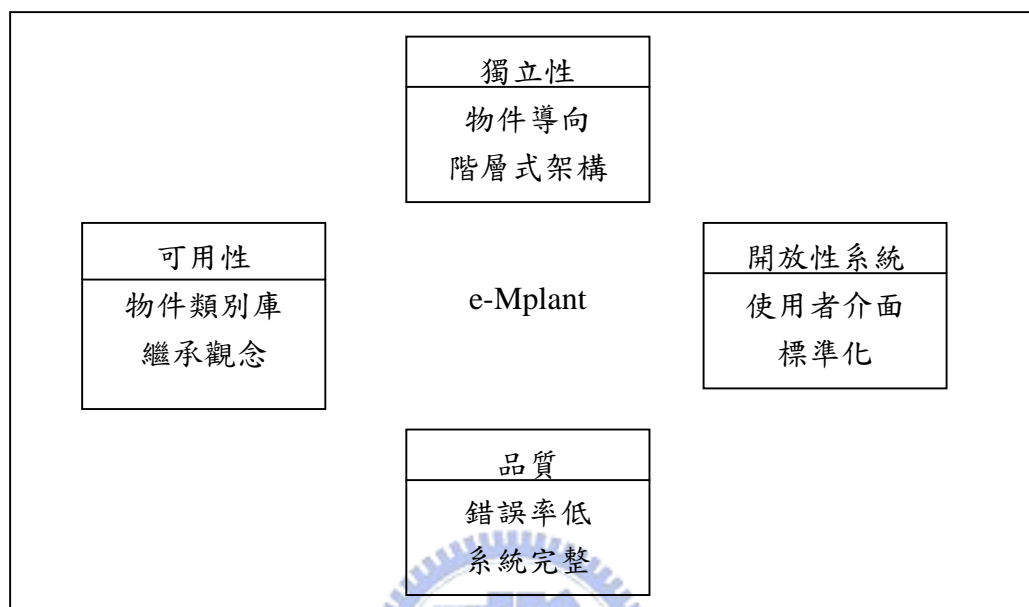 獨立性
物件導向
階層式架構
可用性
物件類別庫
繼承觀念
e-Mplant
開放性系統
使用者介面
標準化
品質
錯誤率低
系統完整